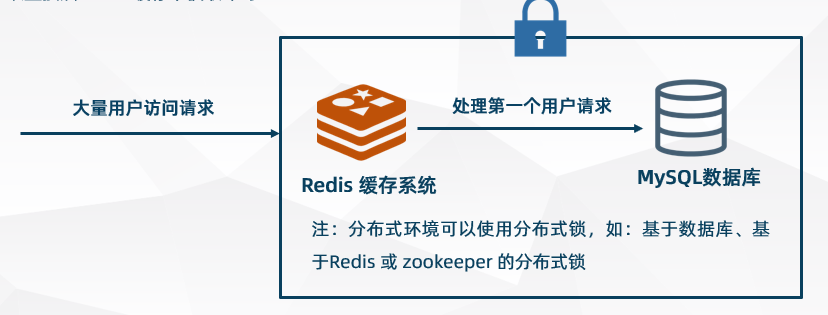 大量用户访问请求
处理第一个用户请求
Redis 缓存系统
MySQL数据库
注：分布式环境可以使用分布式锁，如：基于数据库、基
于Redis 或 zookeeper 的分布式锁